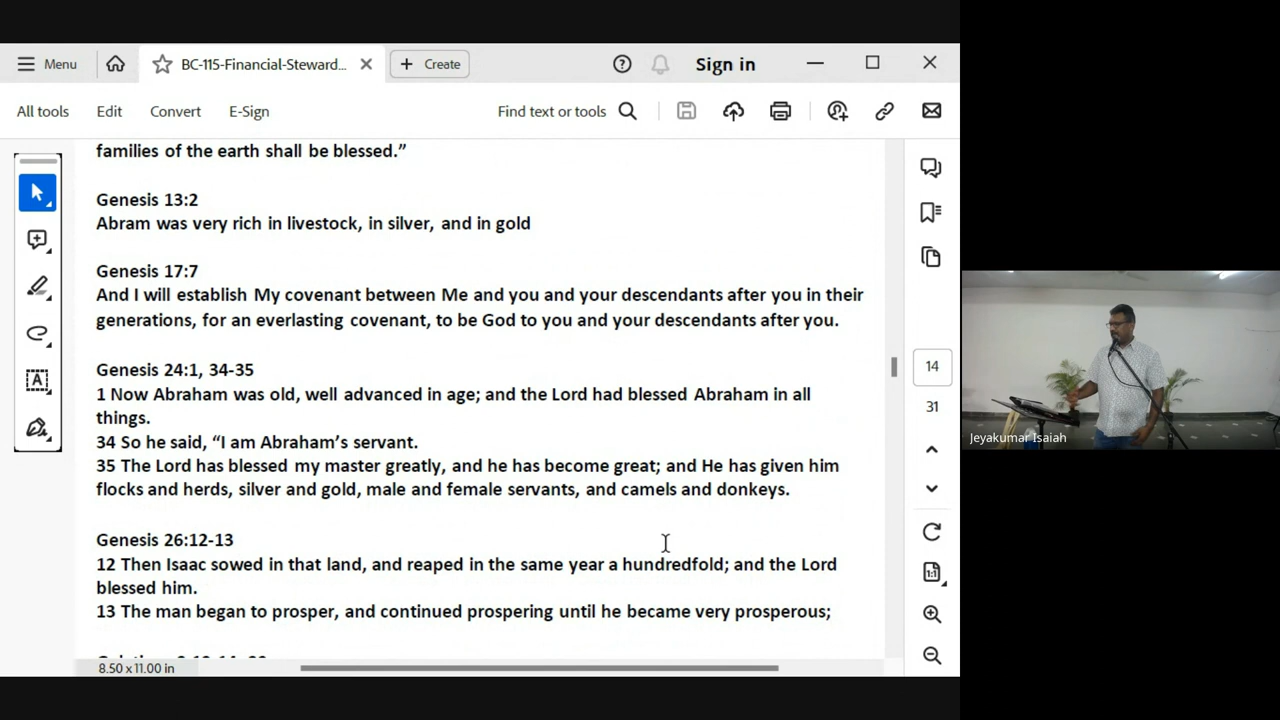 Menu
BC-115-Financial-Steward...
Create
Sign in
All tools
Edit
Convert
E-Sign
Find text or tools
families of the earth shall be blessed.”
Genesis 13:2
Abram was very rich in livestock, in silver, and in gold
Genesis 17:7
And I will establish My covenant between Me and you and your descendants after you in their
generations, for an everlasting covenant, to be God to you and your descendants after you.
Genesis 24:1, 34-35
1 Now Abraham was old, well advanced in age; and the Lord had blessed Abraham in all
things.
34 So he said, “I am Abraham’s servant.
35 The Lord has blessed my master greatly, and he has become great; and He has given him
flocks and herds, silver and gold, male and female servants, and camels and donkeys.
Genesis 26:12-13
12 Then Isaac sowed in that land, and reaped in the same year a hundredfold; and the Lord
blessed him.
13 The man began to prosper, and continued prospering until he became very prosperous;
8.50 x 11.00 in
14
31
1:1
Jeyakumar Isaiah